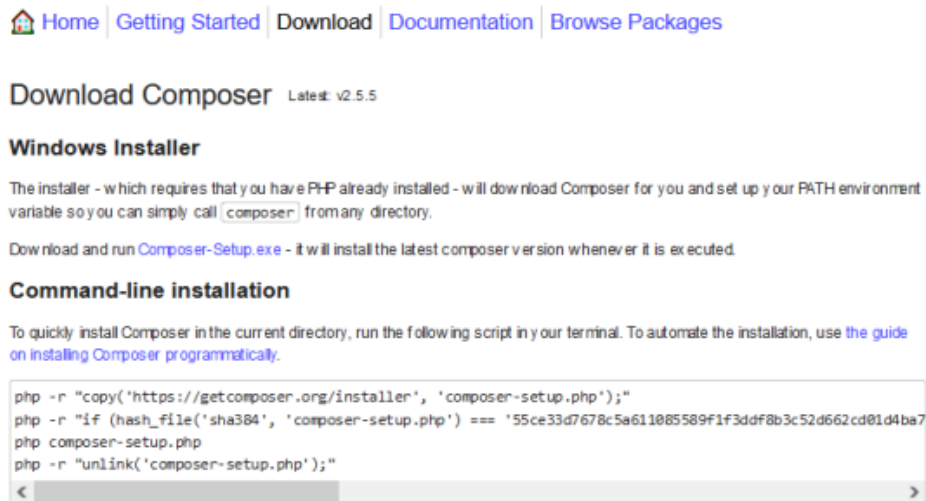 Home Getting Started Download Documentation Browse Packages
Download Composer Latest: v2.5.5
Windows Installer
The installer - which requires that you have PHP already installed - will download Composer for you and set up your PATH environment
variable so you can simply call composer from any directory.
Download and run Composer-Setup.exe - it will install the latest composer version whenever it is executed.
Command-line installation
To quickly install Composer in the current directory, run the following script in your terminal. To automate the installation, use the guide
on installing Composer programmatically.
php -r "copy('https://getcomposer.org/installer', 'composer-setup.php');"
php -r "if (hash_file('sha384', 'composer-setup.php') === '55ce33d7678c5a611085589f1f3ddf8b3c52d662cd01d4ba7
php composer-setup.php
php -r "unlink('composer-setup.php');"